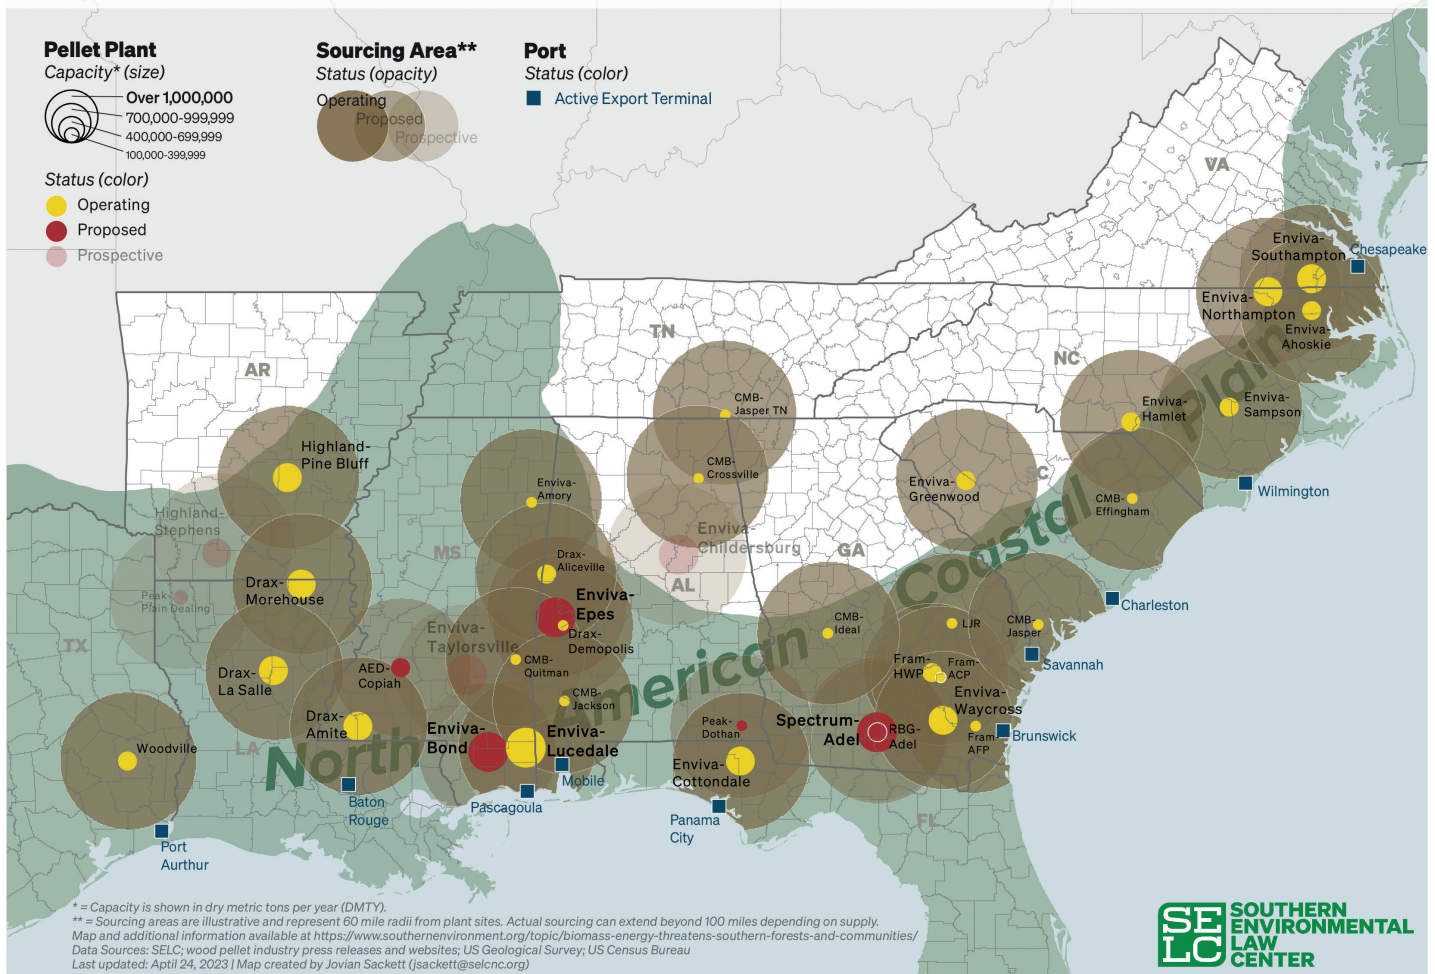 Pellet Plant
Capacity* (size)
Over 1,000,000
700,000-999,999
400,000-699,999
100,000-399,999
Status (color)
Operating
Proposed
Prospective
Sourcing Area**
Status (opacity)
Operating
Proposed
Prospective
Port
Status (color)
Active Export Terminal
VA
Enviva-
Southampton
Chesapeake
Enviva-
Northampton
Enviva-
Ahoskie
TN
NC
AR
CMB-
Jasper TN
Enviva-
Hamlet
Enviva-
Sampson
Highland-
Pine Bluff
CMB-
Crossville
Enviva-
Amory
Enviva-
Greenwood
SC
CMB-
Effingham
Wilmington
Highland-
Stephens
MS
Enviva-
Childersburg
GA
AL
Drax-
Aliceville
Drax-
Morehouse
Peak-
Plain Dealing
Enviva-
Epes
Drax-
Demopolis
CMB-
Ideal
LJR
CMB-
Jasper
Charleston
Savannah
TX
Enviva-
Taylorsville
AED-
Copiah
CMB-
Quitman
Drax-
La Salle
CMB-
Jackson
Fram-
HWP
Fram-
ACP
Enviva-
Waycross
Drax-
Amite
Enviva-
Bond
Enviva-
Lucedale
Peak-
Dothan
Spectrum-
Adel
RBG-
Adel
Fram-
AFP
Brunswick
Woodville
LA
Enviva-
Cottondale
Mobile
Pascagoula
Baton
Rouge
Panama
City
FL
Port
Aurthur
North American Coastal Plain
* = Capacity is shown in dry metric tons per year (DMTY).
** = Sourcing areas are illustrative and represent 60 mile radii from plant sites. Actual sourcing can extend beyond 100 miles depending on supply.
Map and additional information available at https://www.southernenvironment.org/topic/biomass-energy-threatens-southern-forests-and-communities/
Data Sources: SELC; wood pellet industry press releases and websites; US Geological Survey; US Census Bureau
Last updated: April 24, 2023 | Map created by Jovian Sackett (jsackett@selcnc.org)
SE
LC
SOUTHERN
ENVIRONMENTAL
LAW
CENTER